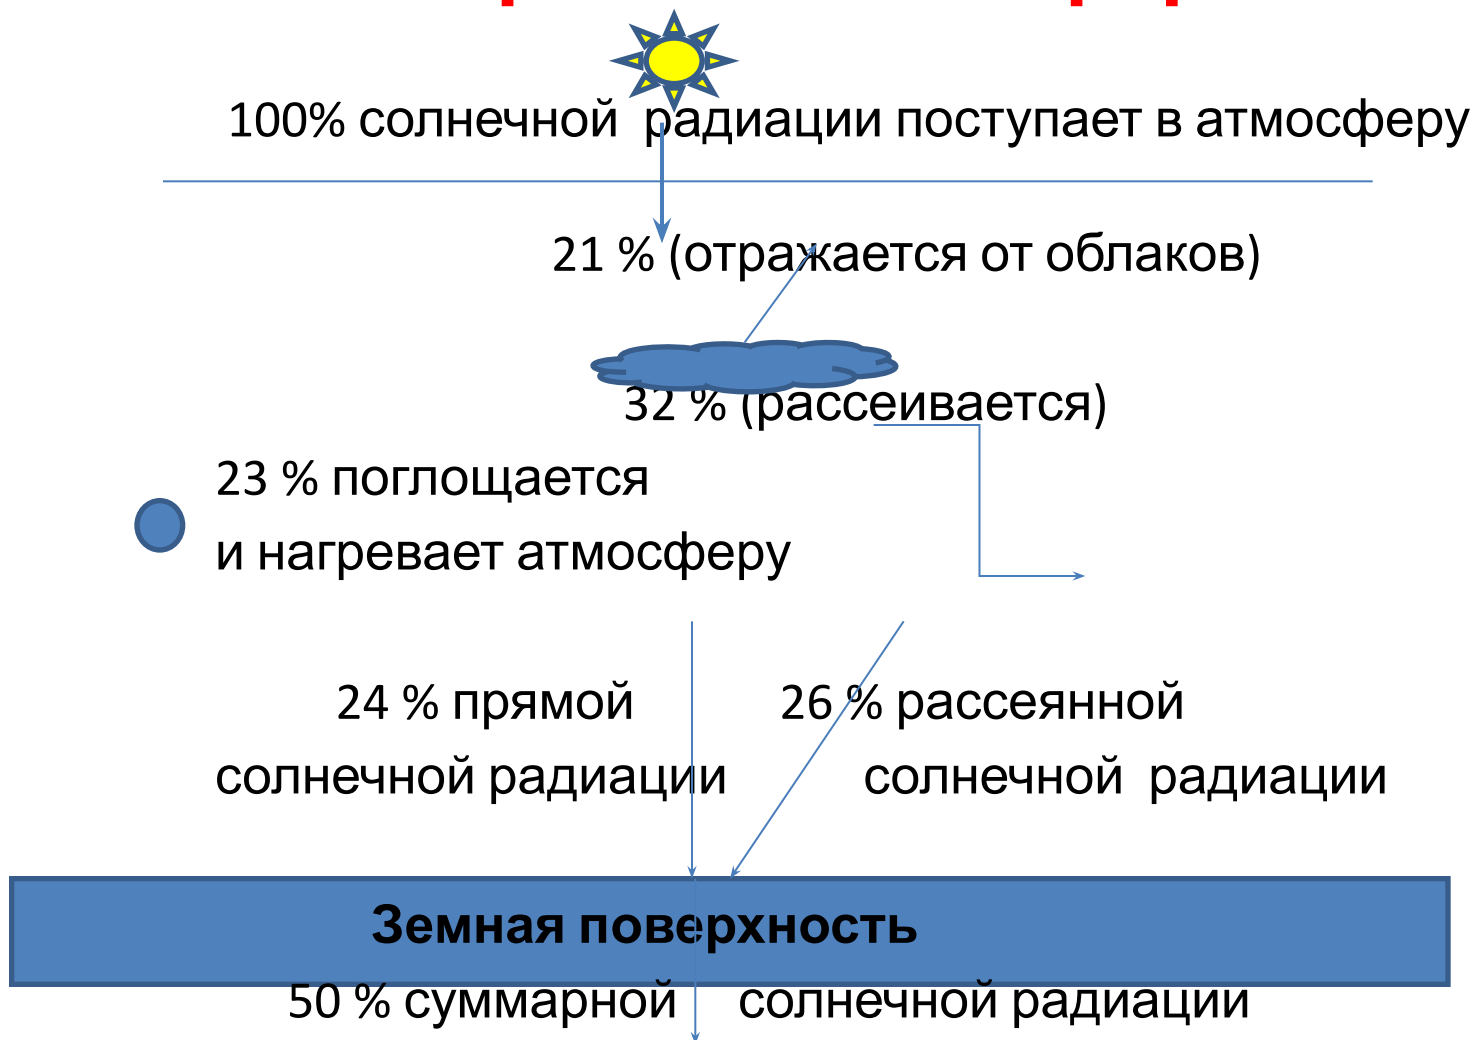 100% солнечной радиации поступает в атмосферу
21 % (отражается от облаков)
32 % (рассеивается)
23 % поглощается
и нагревает атмосферу
24 % прямой 26 % рассеянной
солнечной радиации солнечной радиации
Земная поверхность
50 % суммарной солнечной радиации